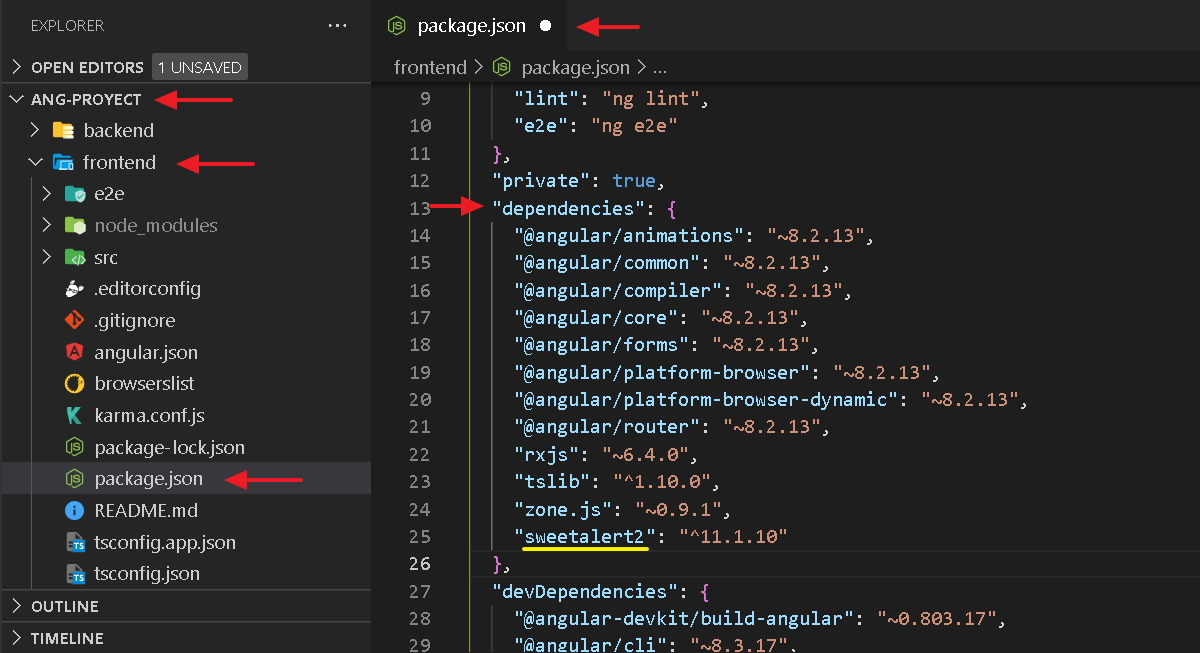 EXPLORER
...
OPEN EDITORS 1 UNSAVED
ANG-PROYECT
backend
frontend
e2e
node_modules
src
.editorconfig
.gitignore
angular.json
browserslist
karma.conf.js
package-lock.json
package.json
README.md
tsconfig.app.json
tsconfig.json
OUTLINE
TIMELINE
package.json
frontend > package.json > ...
9 "lint": "ng lint",
10 "e2e": "ng e2e"
11 },
12 "private": true,
13 "dependencies": {
14 "@angular/animations": "~8.2.13",
15 "@angular/common": "~8.2.13",
16 "@angular/compiler": "~8.2.13",
17 "@angular/core": "~8.2.13",
18 "@angular/forms": "~8.2.13",
19 "@angular/platform-browser": "~8.2.13",
20 "@angular/platform-browser-dynamic": "~8.2.13",
21 "@angular/router": "~8.2.13",
22 "rxjs": "~6.4.0",
23 "tslib": "^1.10.0",
24 "zone.js": "~0.9.1",
25 "sweetalert2": "^11.1.10"
26 },
27 "devDependencies": {
28 "@angular-devkit/build-angular": "~0.803.17",
29 "@angular/cli": "~8.3.17",